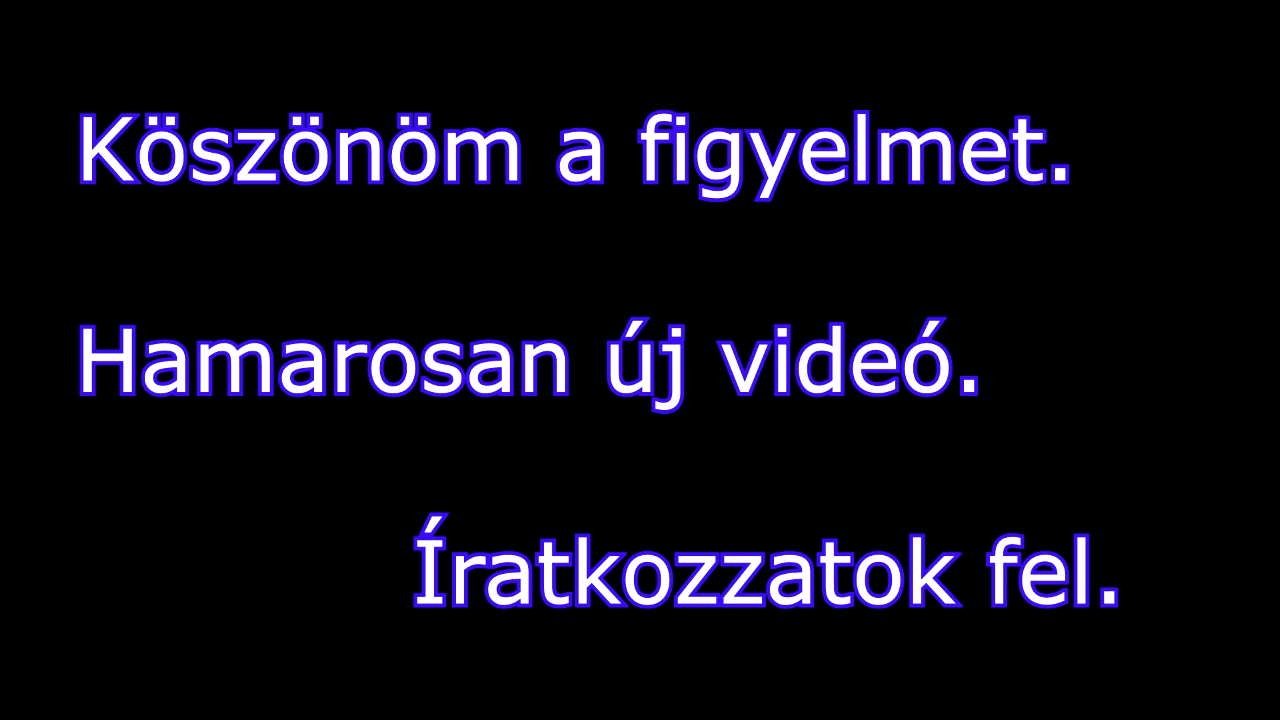 Köszönöm a figyelmet.
Hamarosan új videó.
Íratkozzatok fel.